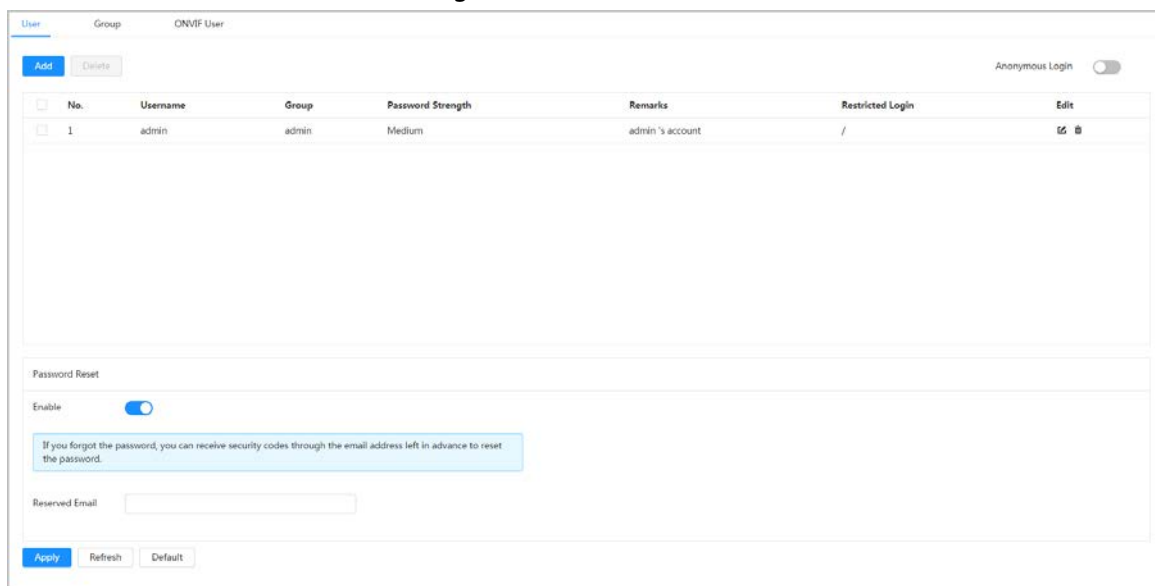 User Group ONVIF User
Add Delete Anonymous Login
No. Username Group Password Strength Remarks Restricted Login Edit
1 admin admin Medium admin 's account /
Password Reset
Enable
If you forgot the password, you can receive security codes through the email address left in advance to reset
the password.
Reserved Email
Apply Refresh Default